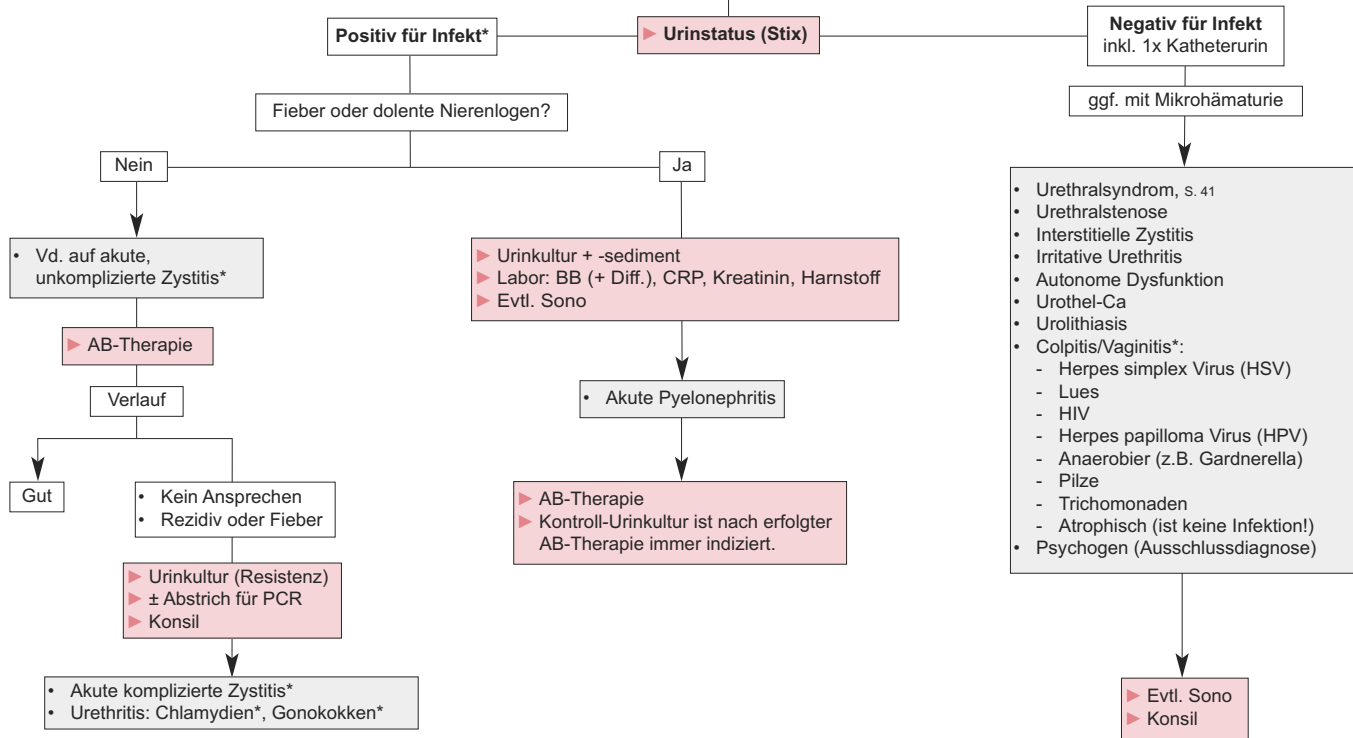 Positiv für Infekt*
► Urinstatus (Stix)
Negativ für Infekt
inkl. 1x Katheterurin
Fieber oder dolente Nierenlogen?
ggf. mit Mikrohämaturie
Nein
Ja
• Vd. auf akute,
unkomplizierte Zystitis*
► AB-Therapie
Verlauf
Gut
• Kein Ansprechen
• Rezidiv oder Fieber
► Urinkultur (Resistenz)
► ± Abstrich für PCR
► Konsil
• Akute komplizierte Zystitis*
• Urethritis: Chlamydien*, Gonokokken*
► Urinkultur + -sediment
► Labor: BB (+ Diff.), CRP, Kreatinin, Harnstoff
► Evtl. Sono
• Akute Pyelonephritis
► AB-Therapie
► Kontroll-Urinkultur ist nach erfolgter
AB-Therapie immer indiziert.
• Urethralsyndrom, S. 41
• Urethralstenose
• Interstitielle Zystitis
• Irritative Urethritis
• Autonome Dysfunktion
• Urothel-Ca
• Urolithiasis
• Colpitis/Vaginitis*:
- Herpes simplex Virus (HSV)
- Lues
- HIV
- Herpes papilloma Virus (HPV)
- Anaerobier (z.B. Gardnerella)
- Pilze
- Trichomonaden
- Atrophisch (ist keine Infektion!)
• Psychogen (Ausschlussdiagnose)
► Evtl. Sono
► Konsil